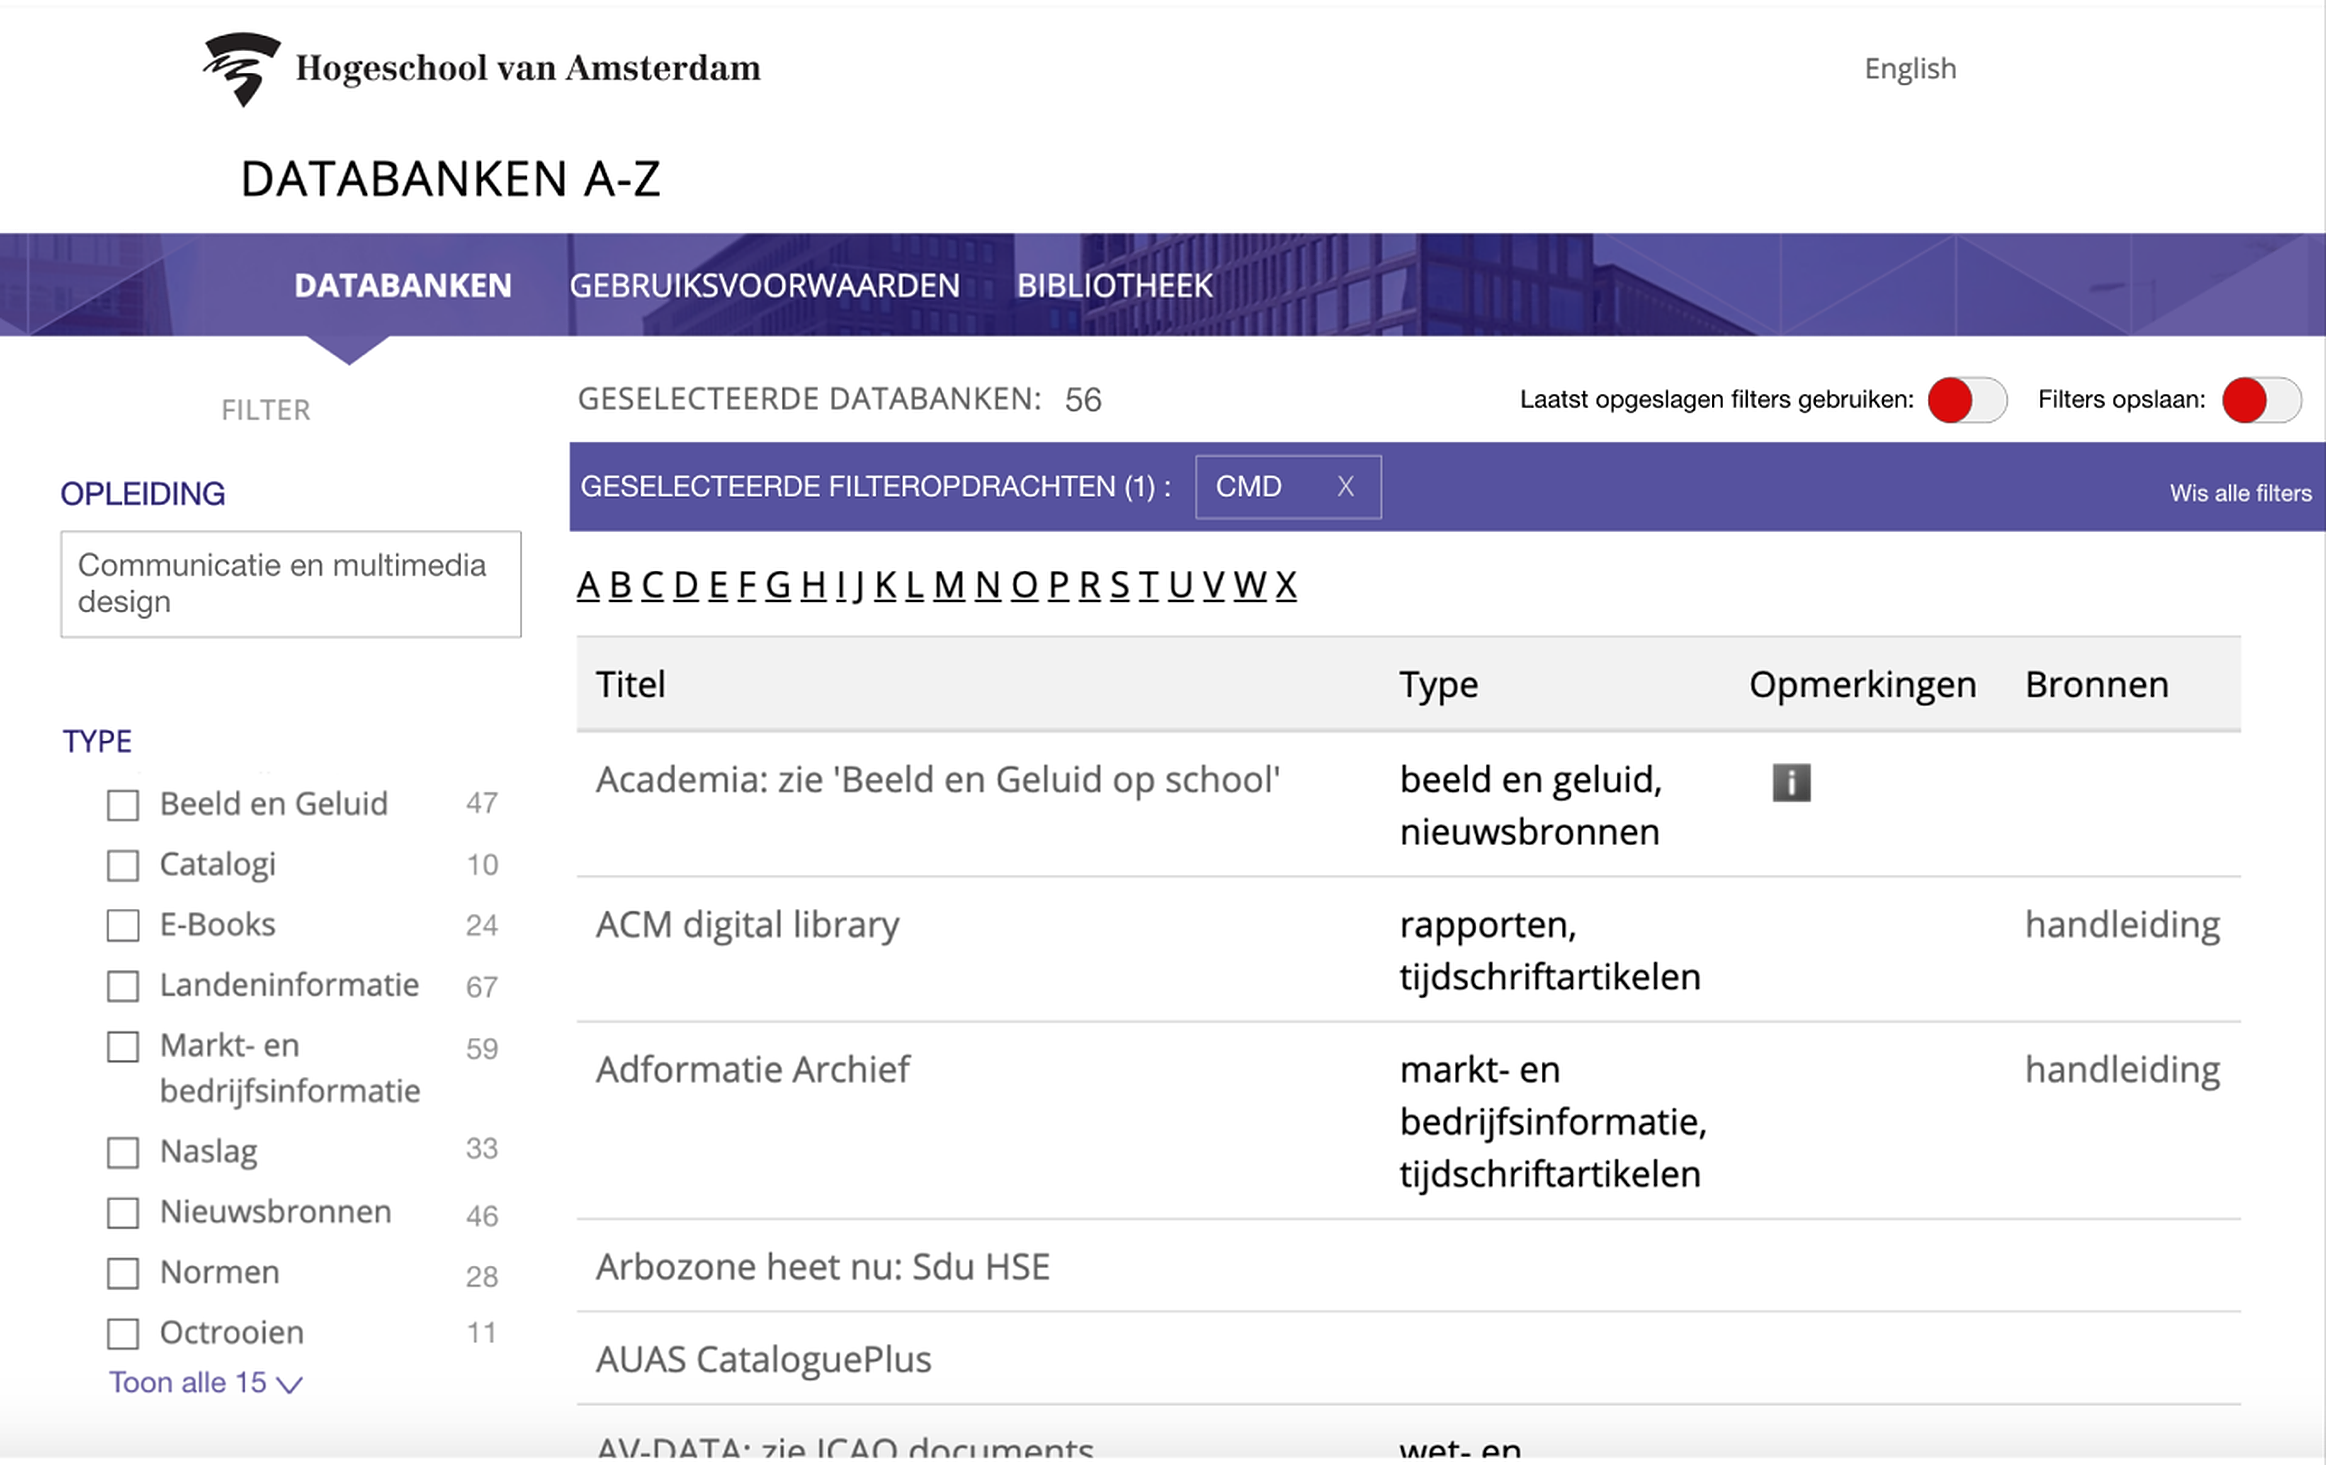 Hogeschool van Amsterdam
English
DATABANKEN A-Z
DATABANKEN GEBRUIKSVOORWAARDEN BIBLIOTHEEK
FILTER
OPLEIDING
Communicatie en multimedia
design
TYPE
Beeld en Geluid 47
Catalogi 10
E-Books 24
Landeninformatie 67
Markt- en 59
bedrijfsinformatie
Naslag 33
Nieuwsbronnen 46
Normen 28
Octrooien 11
Toon alle 15
GESELECTEERDE DATABANKEN: 56
Laatst opgeslagen filters gebruiken: Filters opslaan:
GESELECTEERDE FILTEROPDRACHTEN (1) : CMD X
Wis alle filters
A B C D E F G H I J K L M N O P R S T U V W X
Titel Type Opmerkingen Bronnen
Academia: zie 'Beeld en Geluid op school' beeld en geluid, i
nieuwsbronnen
ACM digital library rapporten, handleiding
tijdschriftartikelen
Adformatie Archief markt- en handleiding
bedrijfsinformatie,
tijdschriftartikelen
Arbozone heet nu: Sdu HSE
AUAS CataloguePlus
AV-DATA: zie ICAO documents wet- en